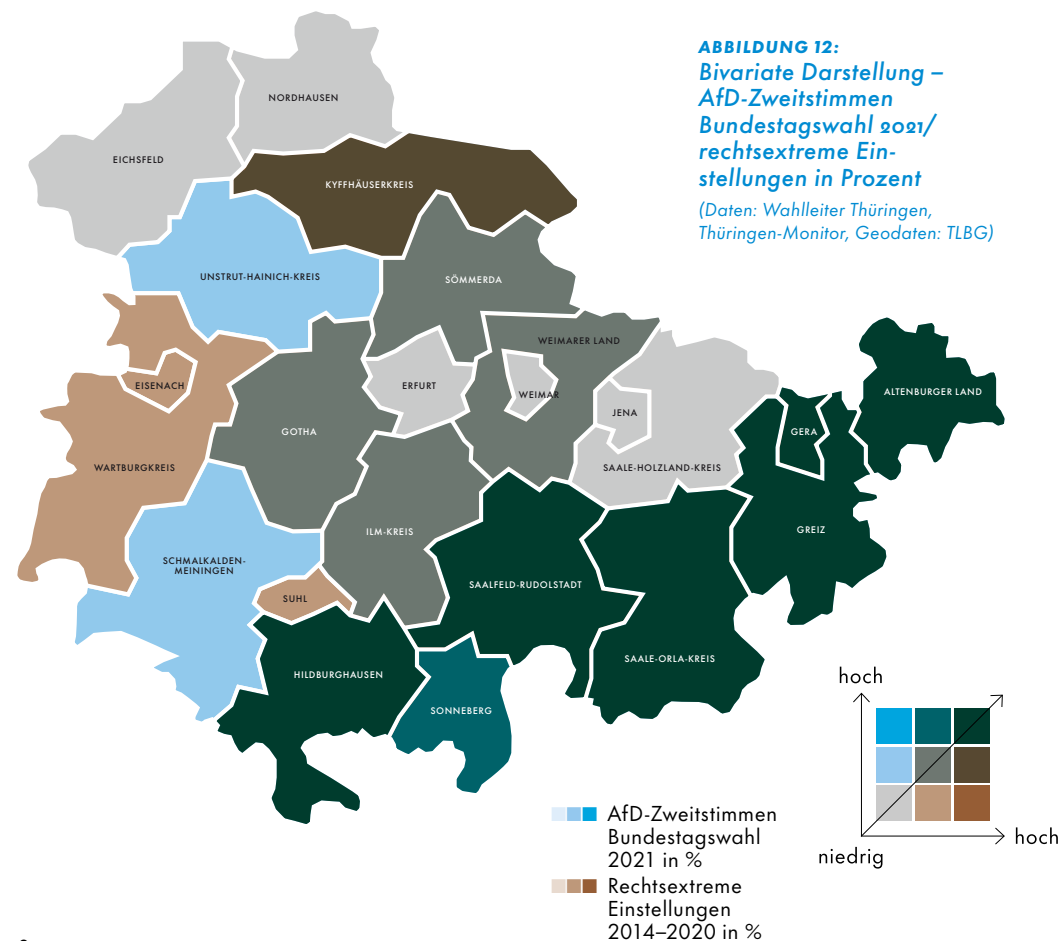 ABBILDUNG 12:
Bivariate Darstellung –
AfD-Zweitstimmen
Bundestagswahl 2021/
rechtsextreme Ein-
stellungen in Prozent
(Daten: Wahlleiter Thüringen,
Thüringen-Monitor, Geodaten: TLBG)
NORDHAUSEN
EICHSFELD
KYFFHÄUSERKREIS
UNSTRUT-HAINICH-KREIS
SÖMMERDA
WEIMARER LAND
EISENACH
ERFURT
WEIMAR
ALTENBURGER LAND
JENA
GOTHA
GERA
WARTBURGKREIS
SAALE-HOLZLAND-KREIS
ILM-KREIS
GREIZ
SCHMALKALDEN-
MEININGEN
SAALFELD-RUDOLSTADT
SUHL
SAALE-ORLA-KREIS
HILDBURGHAUSEN
SONNEBERG
hoch
hoch
niedrig
AfD-Zweitstimmen
Bundestagswahl
2021 in %
Rechtsextreme
Einstellungen
2014–2020 in %